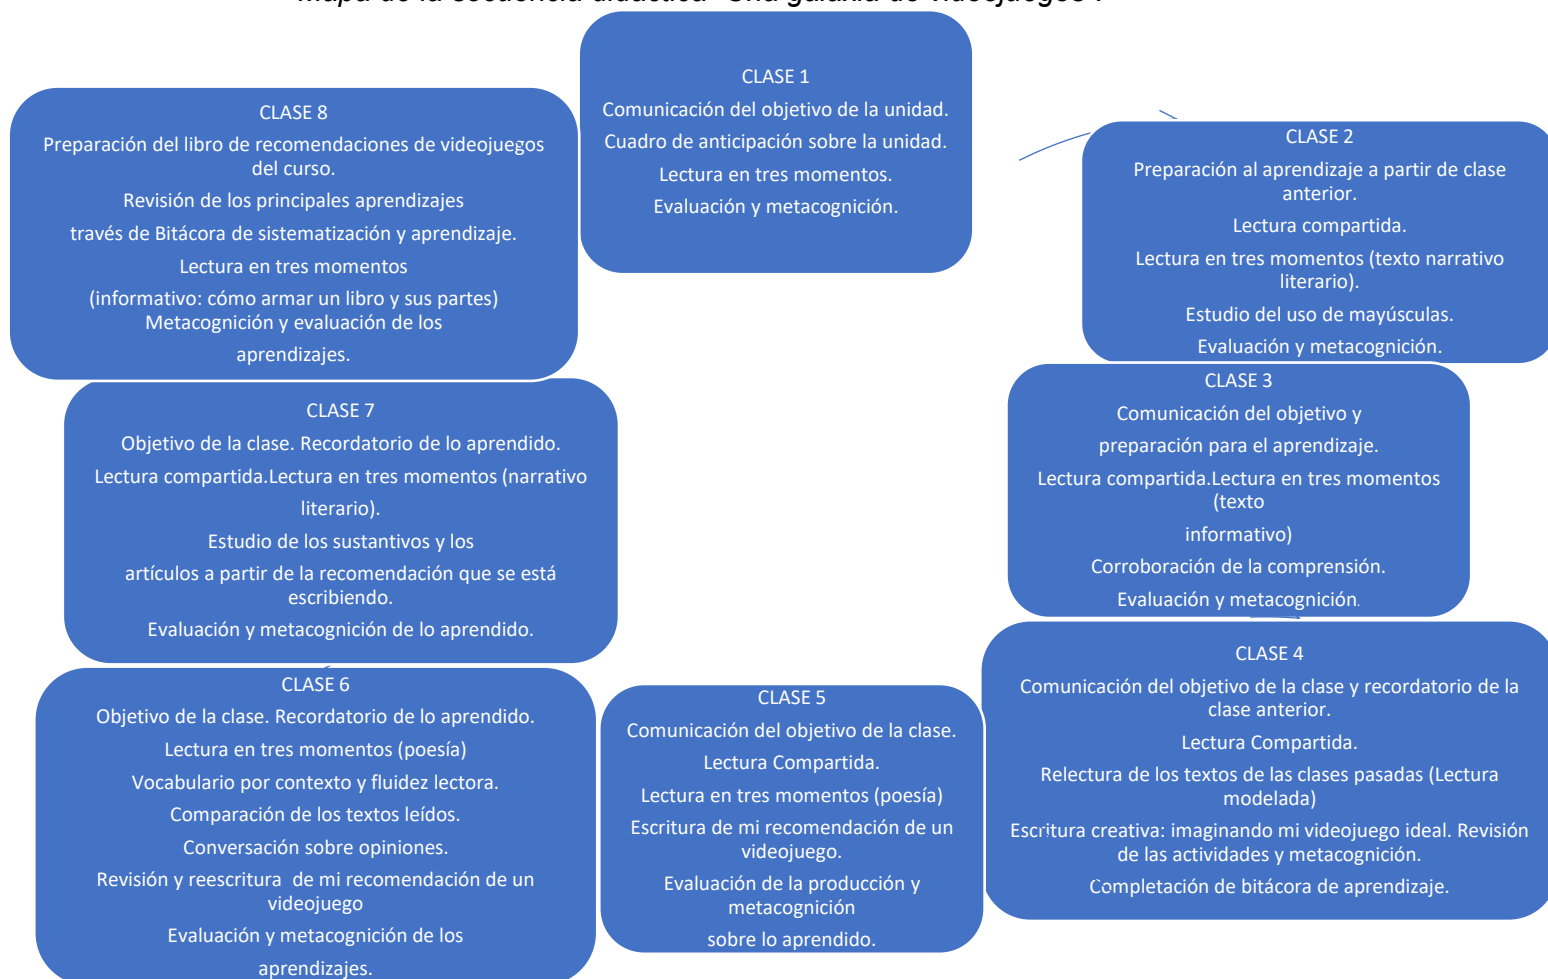 Mapa de la secuencia didáctica "Una galaxia de videojuegos".
CLASE 1
Comunicación del objetivo de la unidad.
Cuadro de anticipación sobre la unidad.
Lectura en tres momentos.
Evaluación y metacognición.
CLASE 2
Preparación al aprendizaje a partir de clase
anterior.
Lectura compartida.
Lectura en tres momentos (texto narrativo
literario).
Estudio del uso de mayúsculas.
Evaluación y metacognición.
CLASE 3
Comunicación del objetivo y
preparación para el aprendizaje.
Lectura compartida.Lectura en tres momentos
(texto
informativo)
Corroboración de la comprensión.
Evaluación y metacognición.
CLASE 4
Comunicación del objetivo de la clase y recordatorio de la
clase anterior.
Lectura Compartida.
Relectura de los textos de las clases pasadas (Lectura
modelada)
Escritura creativa: imaginando mi videojuego ideal. Revisión
de las actividades y metacognición.
Completación de bitácora de aprendizaje.
CLASE 5
Comunicación del objetivo de la clase.
Lectura Compartida.
Lectura en tres momentos (poesía)
Escritura de mi recomendación de un
videojuego.
Evaluación de la producción y
metacognición
sobre lo aprendido.
CLASE 6
Objetivo de la clase. Recordatorio de lo aprendido.
Lectura en tres momentos (poesía)
Vocabulario por contexto y fluidez lectora.
Comparación de los textos leídos.
Conversación sobre opiniones.
Revisión y reescritura de mi recomendación de un
videojuego
Evaluación y metacognición de los
aprendizajes.
CLASE 7
Objetivo de la clase. Recordatorio de lo aprendido.
Lectura compartida.Lectura en tres momentos (narrativo
literario).
Estudio de los sustantivos y los
artículos a partir de la recomendación que se está
escribiendo.
Evaluación y metacognición de lo aprendido.
CLASE 8
Preparación del libro de recomendaciones de videojuegos
del curso.
Revisión de los principales aprendizajes
través de Bitácora de sistematización y aprendizaje.
Lectura en tres momentos
(informativo: cómo armar un libro y sus partes)
Metacognición y evaluación de los
aprendizajes.